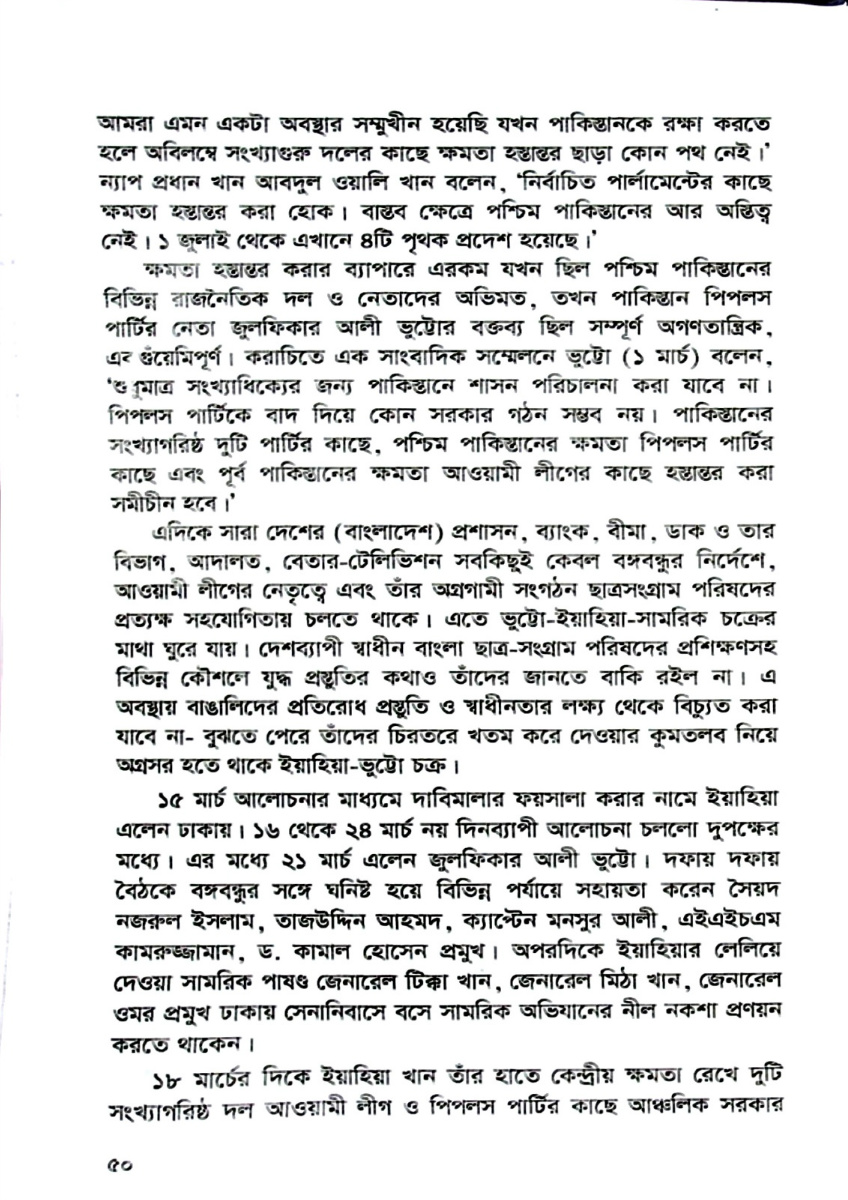 আমরা এমন একটা অবস্থার সম্মুখীন হয়েছি যখন পাকিস্তানকে রক্ষা করতে
হলে অবিলম্বে সংখ্যাগুরু দলের কাছে ক্ষমতা হস্তান্তর ছাড়া কোন পথ নেই।’
ন্যাপ প্রধান খান আবদুল ওয়ালি খান বলেন, ‘নির্বাচিত পার্লামেন্টের কাছে
ক্ষমতা হস্তান্তর করা হোক। বাস্তব ক্ষেত্রে পশ্চিম পাকিস্তানের আর অস্তিত্ব
নেই। ১ জুলাই থেকে এখানে ৪টি পৃথক প্রদেশ হয়েছে।’
ক্ষমতা হস্তান্তর করার ব্যাপারে এরকম যখন ছিল পশ্চিম পাকিস্তানের
বিভিন্ন রাজনৈতিক দল ও নেতাদের অভিমত, তখন পাকিস্তান পিপলস
পার্টির নেতা জুলফিকার আলী ভুট্টোর বক্তব্য ছিল সম্পূর্ণ অগণতান্ত্রিক,
গুঁয়েমিপূর্ণ। করাচিতে এক সাংবাদিক সম্মেলনে ভুট্টো (১ মার্চ) বলেন,
সংখ্যাধিক্যের জন্য পাকিস্তানে শাসন পরিচালনা করা যাবে না।
পিপলস পার্টিকে বাদ দিয়ে কোন সরকার গঠন সম্ভব নয়। পাকিস্তানের
সংখ্যাগরিষ্ঠ দুটি পার্টির কাছে, পশ্চিম পাকিস্তানের ক্ষমতা পিপলস পার্টির
কাছে এবং পূর্ব পাকিস্তানের ক্ষমতা আওয়ামী লীগের কাছে হস্তান্তর করা
সমীচীন হবে।’
এদিকে সারা দেশের (বাংলাদেশ) প্রশাসন, ব্যাংক, বীমা, ডাক ও তার
বিভাগ, আদালত, বেতার-টেলিভিশন সবকিছুই কেবল বঙ্গবন্ধুর নির্দেশে,
আওয়ামী লীগের নেতৃত্বে এবং তাঁর অগ্রগামী সংগঠন ছাত্রসংগ্রাম পরিষদের
প্রত্যক্ষ সহযোগিতায় চলতে থাকে। এতে ভুট্টো-ইয়াহিয়া-সামরিক চক্রের
মাথা ঘুরে যায়। দেশব্যাপী স্বাধীন বাংলা ছাত্র-সংগ্রাম পরিষদের প্রশিক্ষণসহ
বিভিন্ন কৌশলে যুদ্ধ প্রস্তুতির কথাও তাঁদের জানতে বাকি রইল না। এ
অবস্থায় বাঙালিদের প্রতিরোধ প্রস্তুতি ও স্বাধীনতার লক্ষ্য থেকে বিচ্যুত করা
যাবে না- বুঝতে পেরে তাঁদের চিরতরে খতম করে দেওয়ার কুমতলব নিয়ে
অগ্রসর হতে থাকে ইয়াহিয়া-ভুট্টো চক্র।
১৫ মার্চ আলোচনার মাধ্যমে দাবিমালার ফয়সালা করার নামে ইয়াহিয়া
এলেন ঢাকায়। ১৬ থেকে ২৪ মার্চ নয় দিনব্যাপী আলোচনা চললো দুপক্ষের
মধ্যে। এর মধ্যে ২১ মার্চ এলেন জুলফিকার আলী ভুট্টো। দফায় দফায়
বৈঠকে বঙ্গবন্ধুর সঙ্গে ঘনিষ্ট হয়ে বিভিন্ন পর্যায়ে সহায়তা করেন সৈয়দ
নজরুল ইসলাম, তাজউদ্দিন আহমদ, ক্যাপ্টেন মনসুর আলী, এইএইচএম
কামরুজ্জামান, ড. কামাল হোসেন প্রমুখ। অপরদিকে ইয়াহিয়ার লেলিয়ে
দেওয়া সামরিক পাষণ্ড জেনারেল টিক্কা খান, জেনারেল মিঠা খান, জেনারেল
ওমর প্রমুখ ঢাকায় সেনানিবাসে বসে সামরিক অভিযানের নীল নকশা প্রণয়ন
করতে থাকেন।
১৮ মার্চের দিকে ইয়াহিয়া খান তাঁর হাতে কেন্দ্রীয় ক্ষমতা রেখে দুটি
সংখ্যাগরিষ্ঠ দল আওয়ামী লীগ ও পিপলস পার্টির কাছে আঞ্চলিক সরকার
৫০